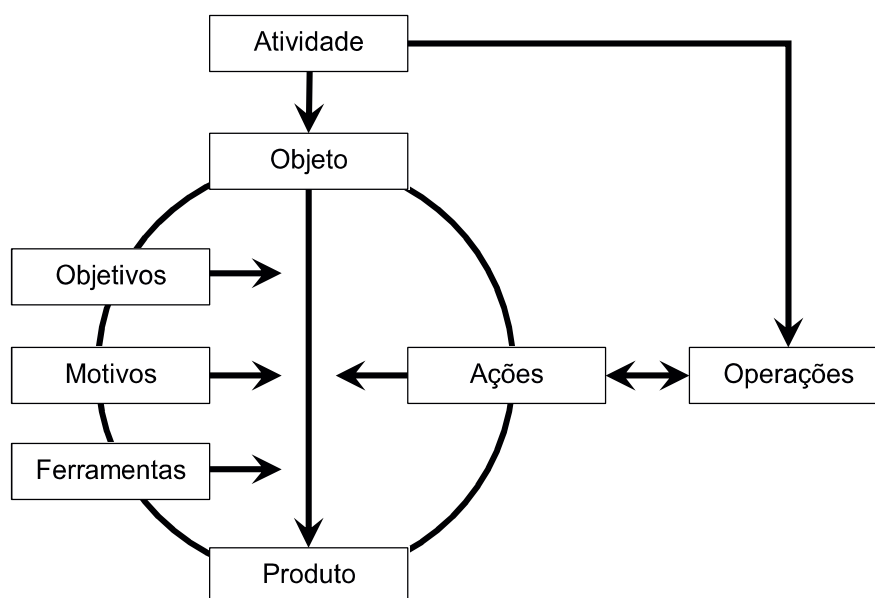 Atividade
Objeto
Objetivos
Motivos
Ações
Operações
Ferramentas
Produto